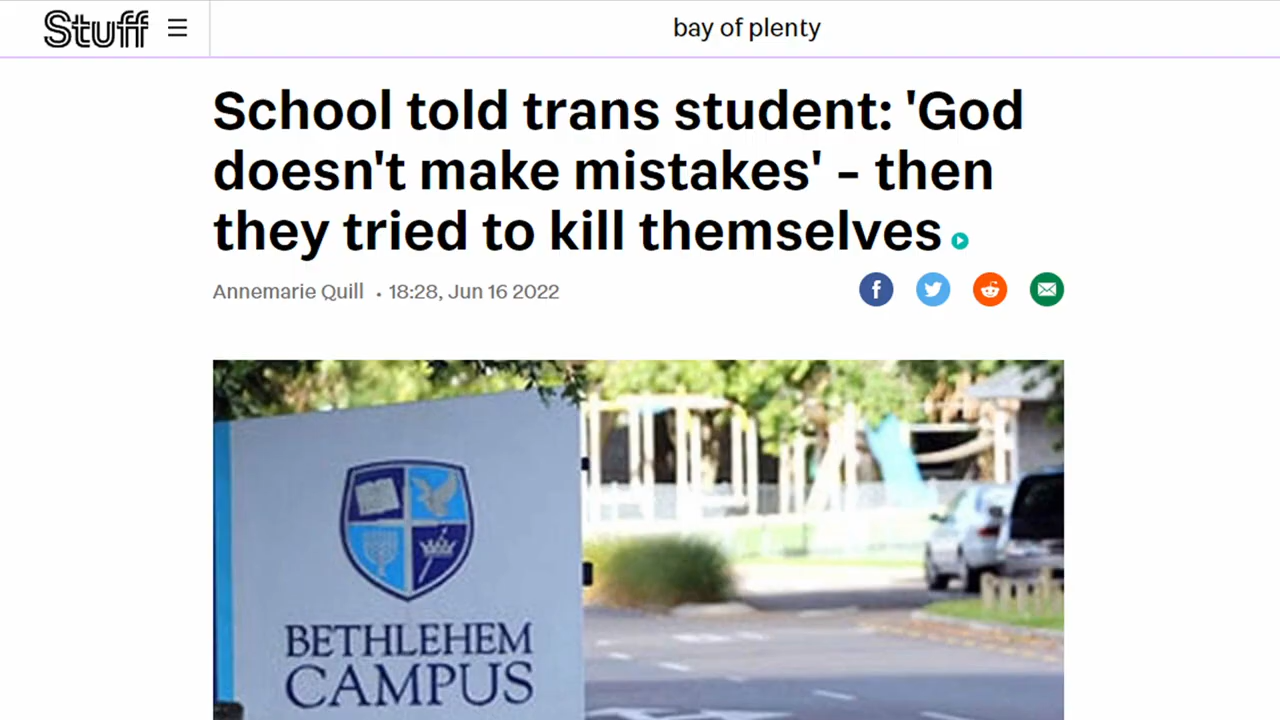 Stuff
bay of plenty
School told trans student: 'God
doesn't make mistakes' – then
they tried to kill themselves
Annemarie Quill • 18:28, Jun 16 2022
BETHLEHEM
CAMPUS